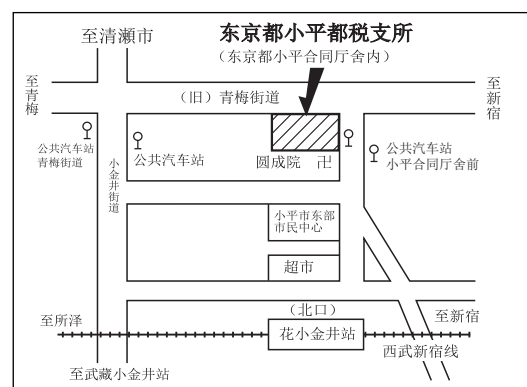 至清瀬市
东京都小平都税支所
（东京都小平合同厅舍内）
至青梅
（旧）青梅街道
至新宿
公共汽车站
青梅街道
小金井街道
公共汽车站
圆成院 卍
公共汽车站
小平合同厅舍前
小平市东部
市民中心
超市
（北口）
至所泽
花小金井站
至新宿
西武新宿线
至武藏小金井站